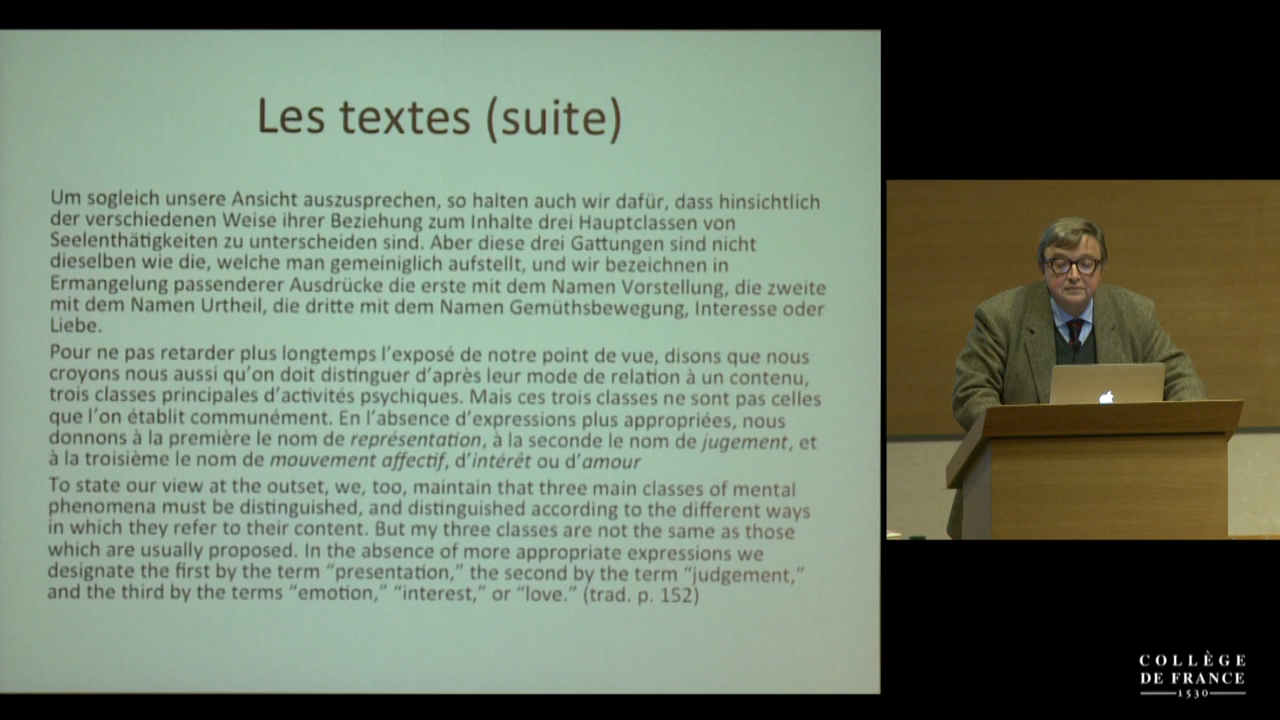 Les textes (suite)
Um sogleich unsere Ansicht auszusprechen, so halten auch wir dafür, dass hinsichtlich
der verschiedenen Weise ihrer Beziehung zum Inhalte drei Hauptclassen von
Seelenthätigkeiten zu unterscheiden sind. Aber diese drei Gattungen sind nicht
dieselben wie die, welche man gemeiniglich aufstellt, und wir bezeichnen in
Ermangelung passenderer Ausdrücke die erste mit dem Namen Vorstellung, die zweite
mit dem Namen Urtheil, die dritte mit dem Namen Gemüthsbewegung, Interesse oder
Liebe.
Pour ne pas retarder plus longtemps l’exposé de notre point de vue, disons que nous
croyons nous aussi qu’on doit distinguer d’après leur mode de relation à un contenu,
trois classes principales d’activités psychiques. Mais ces trois classes ne sont pas celles
que l’on établit communément. En l’absence d’expressions plus appropriées, nous
donnons à la première le nom de représentation, à la seconde le nom de jugement, et
à la troisième le nom de mouvement affectif, d’intérêt ou d’amour
To state our view at the outset, we, too, maintain that three main classes of mental
phenomena must be distinguished, and distinguished according to the different ways
in which they refer to their content. But my three classes are not the same as those
which are usually proposed. In the absence of more appropriate expressions we
designate the first by the term “presentation,” the second by the term “judgement,”
and the third by the terms “emotion,” “interest,” or “love.” (trad. p. 152)
COLLÈGE
DE FRANCE
1530